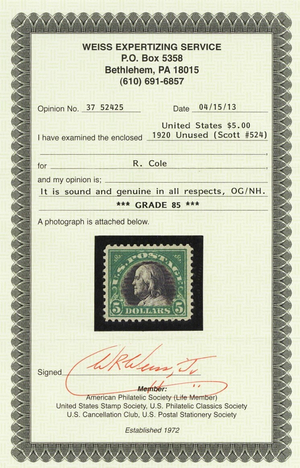 WEISS EXPERTIZING SERVICE
P.O. Box 5358
Bethlehem, PA 18015
(610) 691-6857
Opinion No. 37 52425 Date 04/15/13
United States $5.00
I have examined the enclosed 1920 Unused (Scott #524)
for R. Cole
and my opinion is;
It is sound and genuine in all respects, OG/NH.
*** GRADE 85 ***
A photograph is attached below.
U.S. POSTAGE
5 DOLLARS 5
Signed W R Weiss, Jr
Member:
American Philatelic Society (Life Member)
United States Stamp Society, U.S. Philatelic Classics Society
U.S. Cancellation Club, U.S. Postal Stationery Society
Established 1972